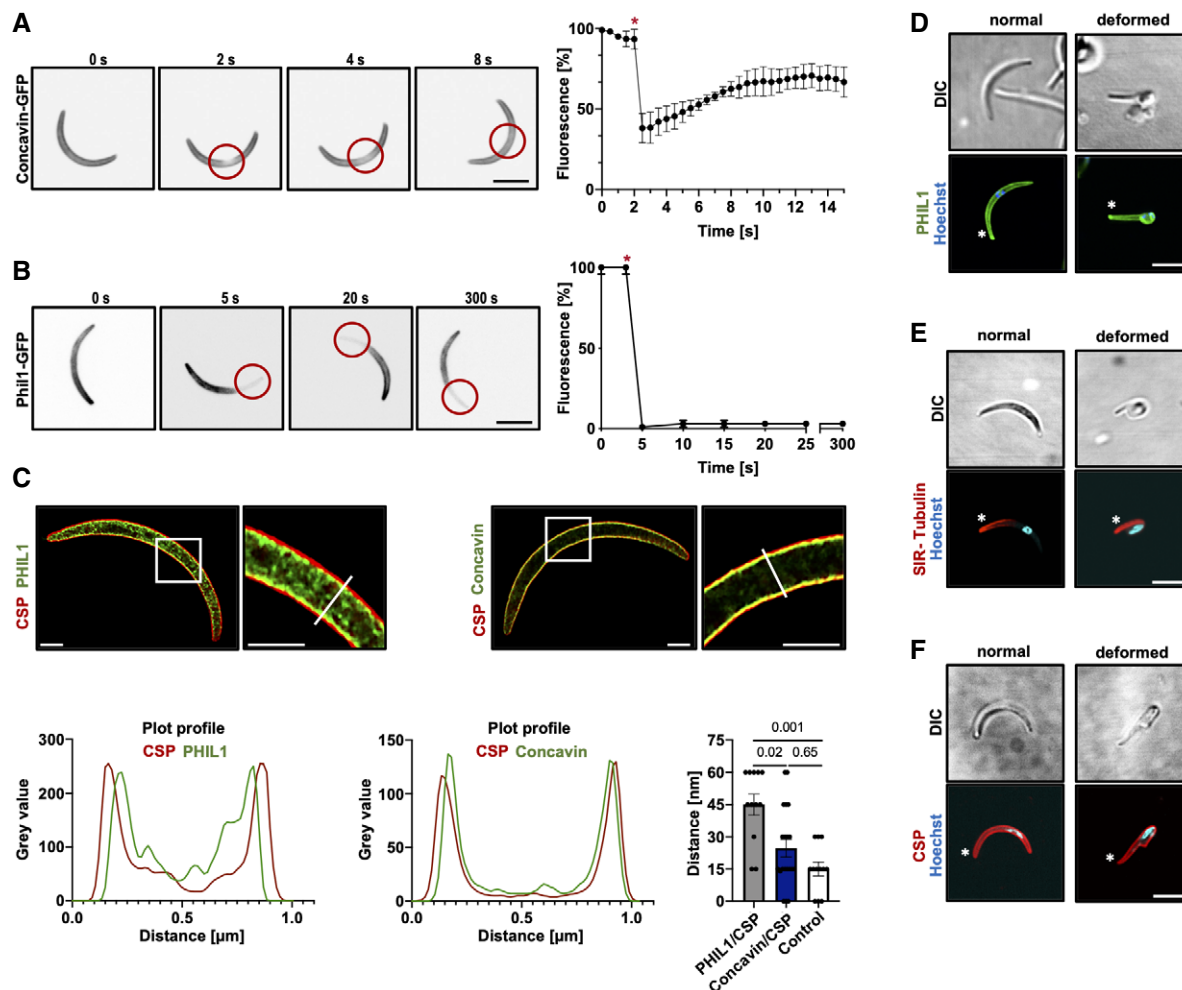 A
0 s
2 s
4 s
8 s
Concavin-GFP
Fluorescence [%]
100
50
0
*
0 2 4 6 8 10 12 14
Time [s]
B
0 s
5 s
20 s
300 s
Phil1-GFP
Fluorescence [%]
100
50
0
*
0 5 10 15 20 25 300
Time [s]
C
CSP PHIL1
CSP Concavin
Plot profile
CSP PHIL1
Grey value
300
200
100
0
0.0 0.5 1.0
Distance [µm]
Plot profile
CSP Concavin
Grey value
150
100
50
0
0.0 0.5 1.0
Distance [µm]
0.001
0.02 0.65
Distance [nm]
75
60
45
30
15
0
PHIL1/CSP
Concavin/CSP
Control
D
normal
deformed
DIC
PHIL1
Hoechst
*
*
E
normal
deformed
DIC
SIR- Tubulin
Hoechst
*
*
F
normal
deformed
DIC
CSP
Hoechst
*
*